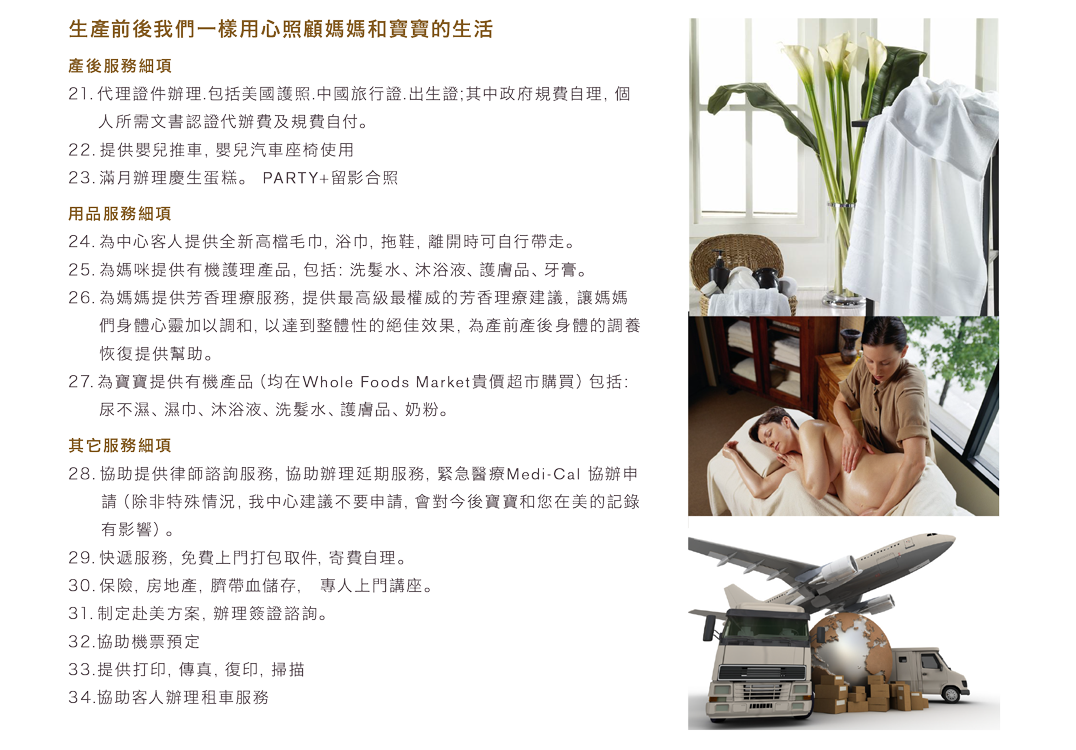 生產前後我們一樣用心照顧媽媽和寶寶的生活
產後服務細項
21.代理證件辦理.包括美國護照.中國旅行證.出生證;其中政府規費自理, 個
人所需文書認證代辦費及規費自付。
22.提供嬰兒推車, 嬰兒汽車座椅使用
23.滿月辦理慶生蛋糕。 PARTY+留影合照
用品服務細項
24.為中心客人提供全新高檔毛巾, 浴巾, 拖鞋, 離開時可自行帶走。
25.為媽咪提供有機護理產品, 包括: 洗髮水、沐浴液、護膚品、牙膏。
26.為媽媽提供芳香理療服務, 提供最高級最權威的芳香理療建議, 讓媽媽
們身體心靈加以調和, 以達到整體性的絕佳效果, 為產前產後身體的調養
恢復提供幫助。
27.為寶寶提供有機產品 (均在Whole Foods Market貴價超市購買) 包括:
尿不濕、濕巾、沐浴液、洗髮水、護膚品、奶粉。
其它服務細項
28.協助提供律師諮詢服務, 協助辦理延期服務, 緊急醫療Medi-Cal 協辦申
請 (除非特殊情況, 我中心建議不要申請, 會對今後寶寶和您在美的記錄
有影響) 。
29.快遞服務, 免費上門打包取件, 寄費自理。
30.保險, 房地產, 臍帶血儲存, 專人上門講座。
31.制定赴美方案, 辦理簽證諮詢。
32.協助機票預定
33.提供打印, 傳真, 復印, 掃描
34.協助客人辦理租車服務